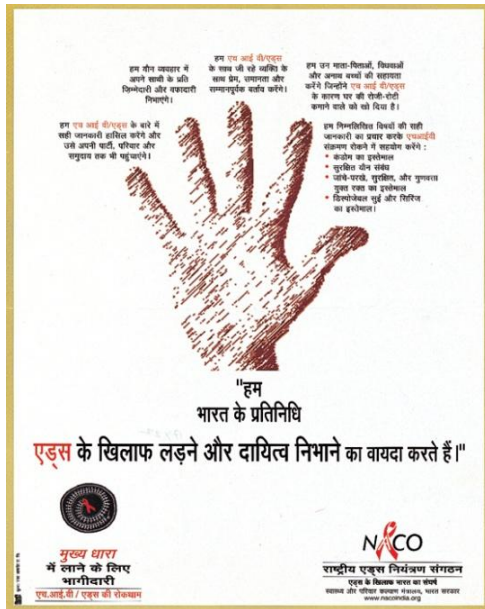 हम एच आई वी/एड्स के बारे में
सही जानकारी हासिल करेंगे और
उसे अपनी पार्टी, परिवार और
समुदाय तक भी पहुंचाएंगे।
हम यौन व्यवहार में
अपने साथी के प्रति
जिम्मेदारी और वफादारी
निभाएंगे।
हम एच आई वी/एड्स
के साथ जी रहे व्यक्ति के
साथ प्रेम, समानता और
सम्मानपूर्वक बर्ताव करेंगे।
हम उन माता-पिताओं, विधवाओं
और अनाथ बच्चों की सहायता
करेंगे जिन्होंने एच आई वी/एड्स
के कारण घर की रोजी-रोटी
कमाने वाले को खो दिया है।
हम निम्नलिखित विषयों की सही
जानकारी का प्रचार करके एचआईवी
संक्रमण रोकने में सहयोग करेंगे :
• कंडोम का इस्तेमाल
• सुरक्षित यौन संबंध
• जांचे-परखे, सुरक्षित, और गुणवत्ता
युक्त रक्त का इस्तेमाल
• डिस्पोजेबल सुई और सिरिंज
का इस्तेमाल।
"हम
भारत के प्रतिनिधि
एड्स के खिलाफ लड़ने और दायित्व निभाने का वायदा करते हैं।"
मुख्य धारा
में लाने के लिए
भागीदारी
एच.आई.वी / एड्स की रोकथाम
NACO
राष्ट्रीय एड्स नियंत्रण संगठन
एड्स के खिलाफ भारत का संघर्ष
स्वास्थ्य और परिवार कल्याण मंत्रालय, भारत सरकार
www.nacoindia.org